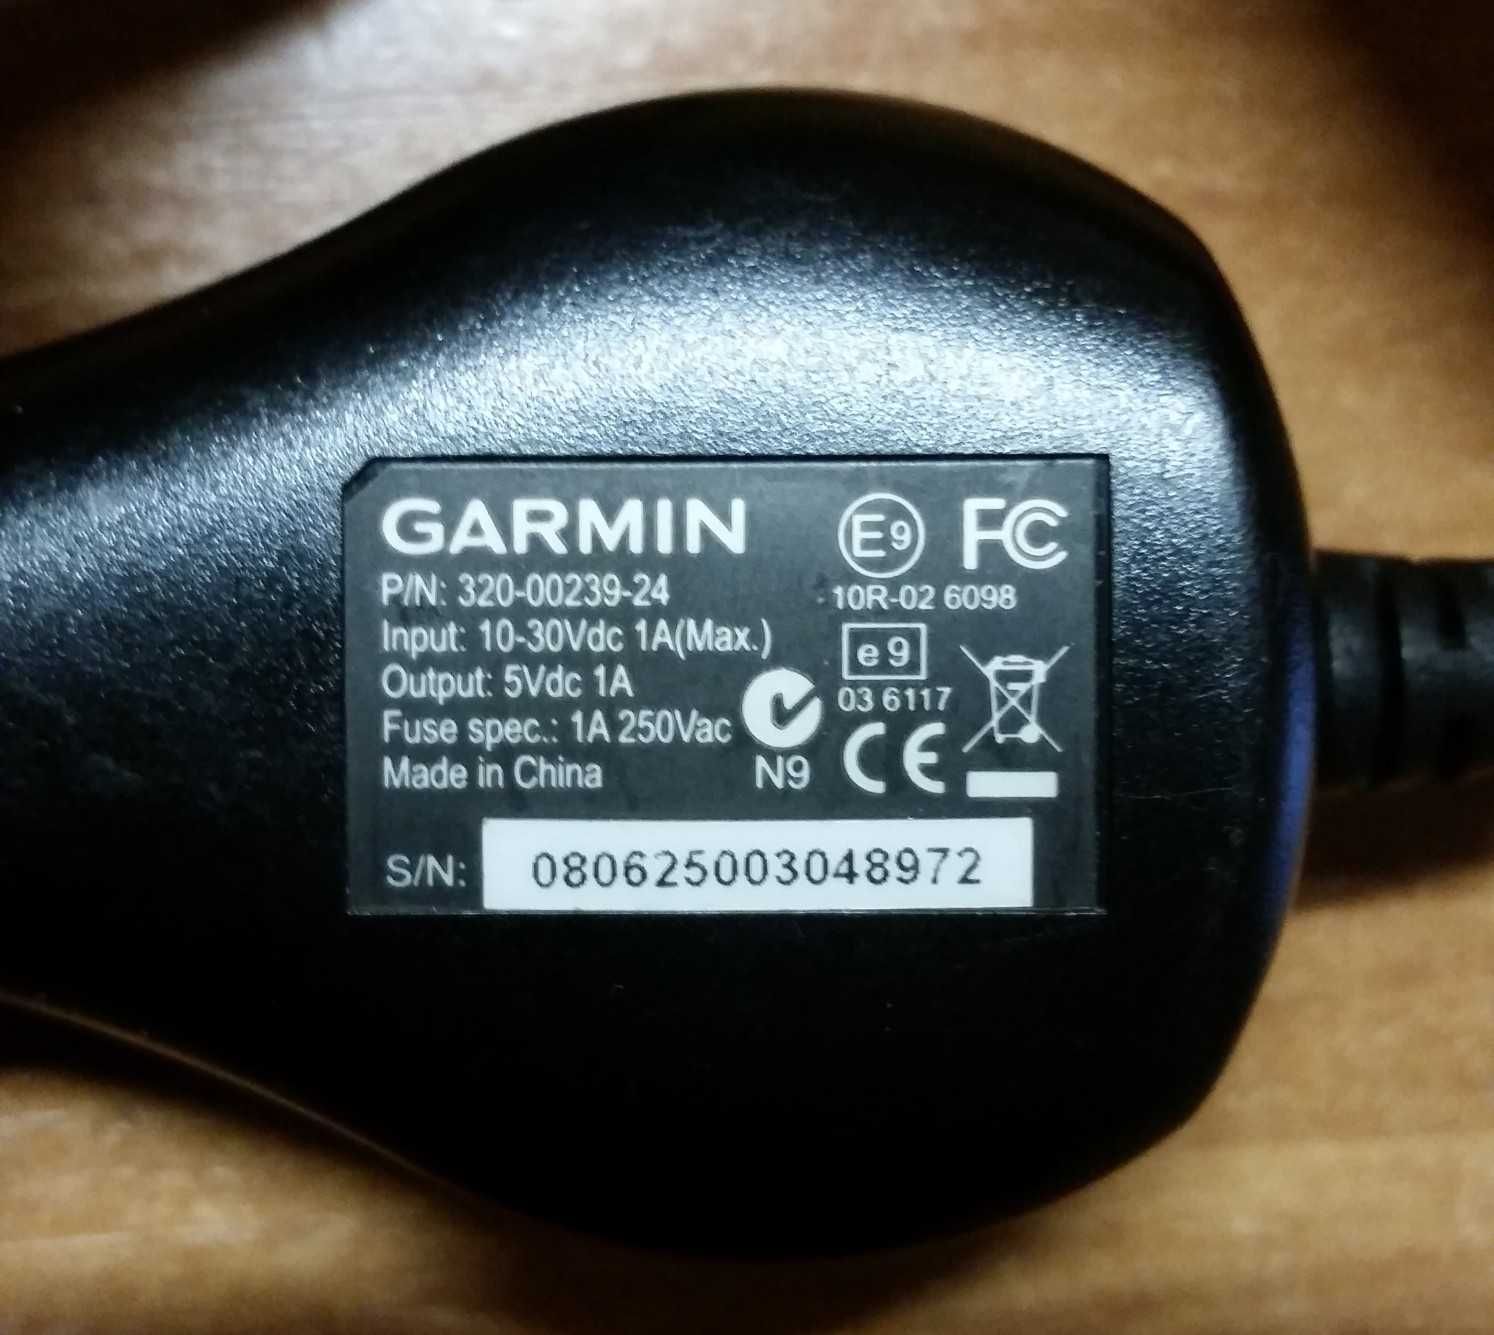 GARMIN
P/N: 320-00239-24
Input: 10-30Vdc 1A(Max.)
Output: 5Vdc 1A
Fuse spec.: 1A 250Vac
Made in China
N9
E9
FC
10R-02 6098
e9
03 6117
CE
S/N: 080625003048972